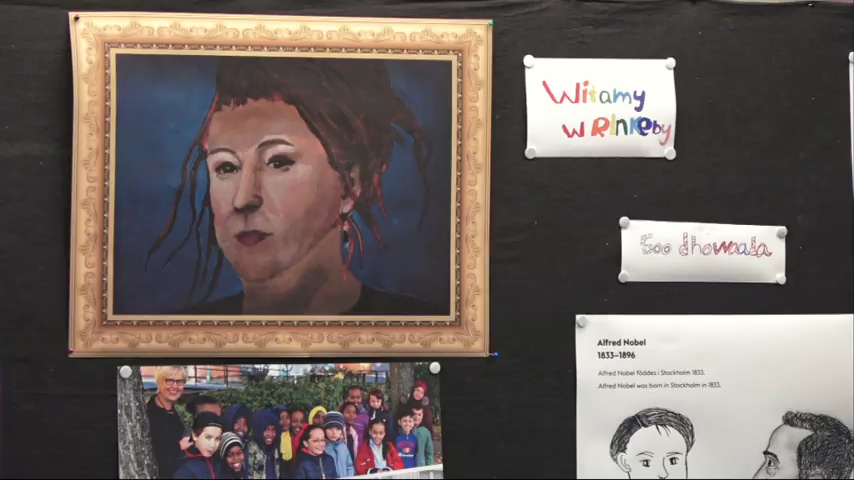 Witamy
w RINKEby
Soo dhowaada
Alfred Nobel
1833–1896
Alfred Nobel föddes i Stockholm 1833.
Alfred Nobel was born in Stockholm in 1833.